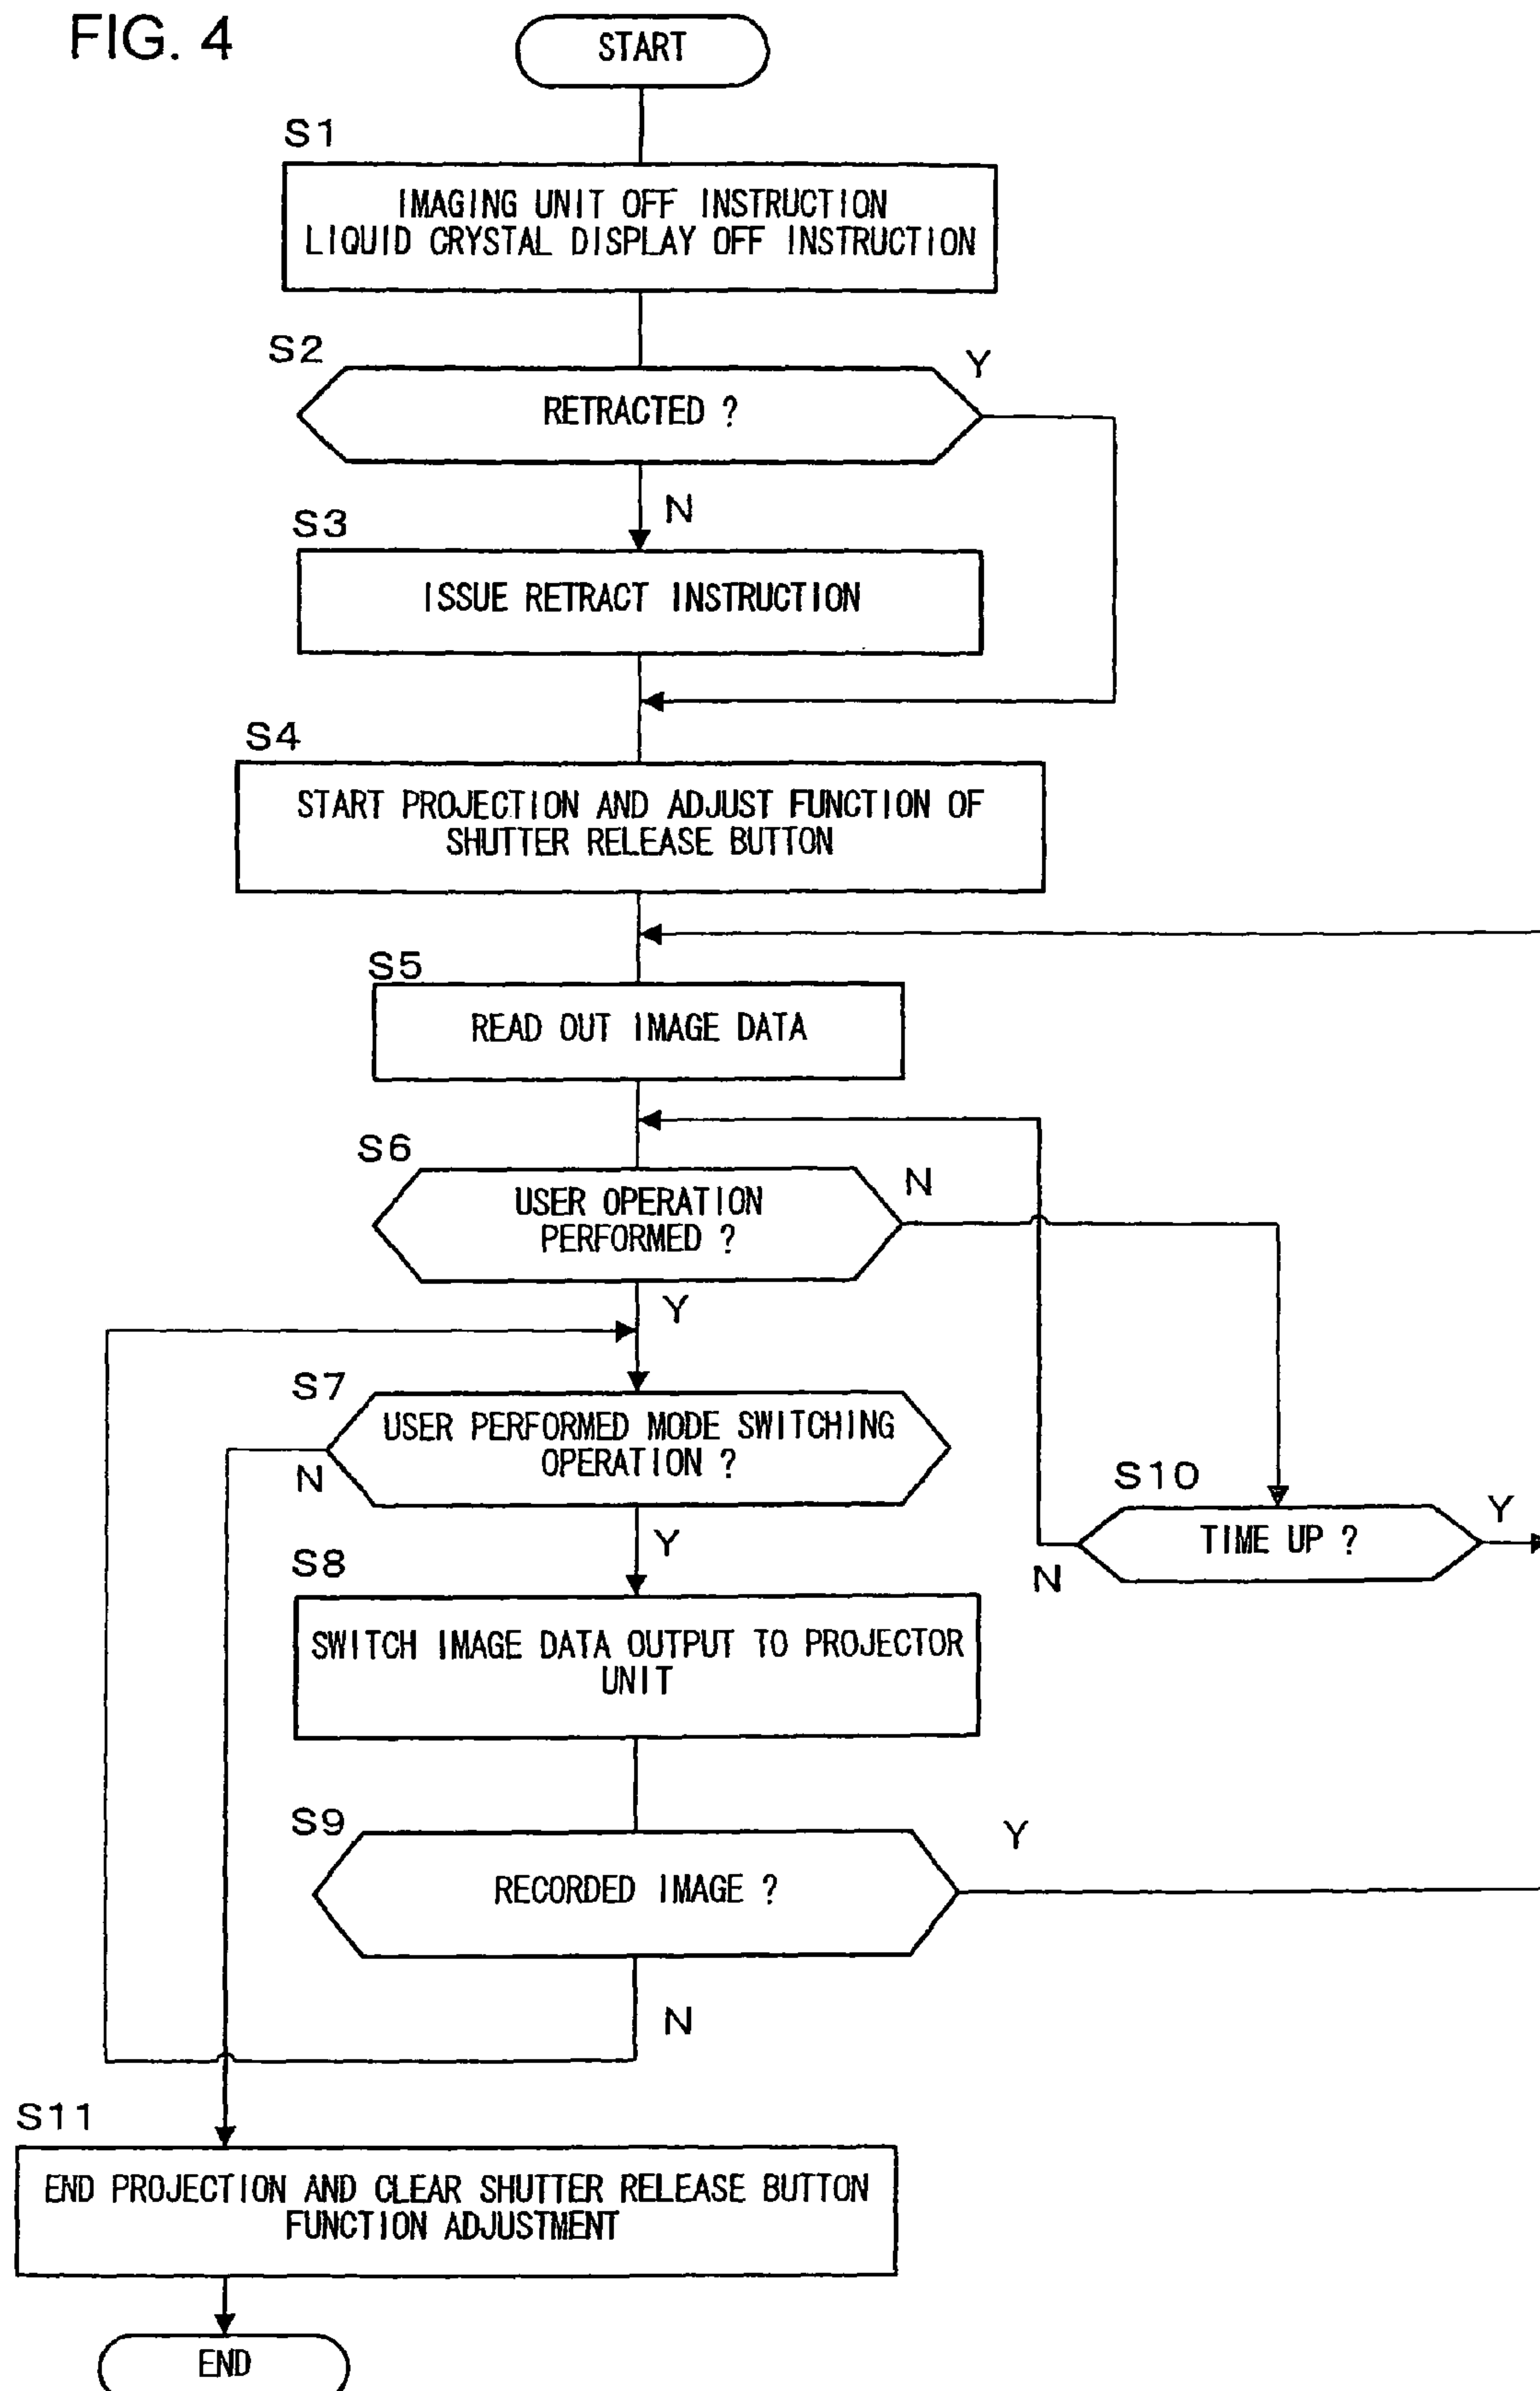 FIG. 4
START
S1
IMAGING UNIT OFF INSTRUCTION
LIQUID CRYSTAL DISPLAY OFF INSTRUCTION
S2
RETRACTED ?
Y
N
S3
ISSUE RETRACT INSTRUCTION
S4
START PROJECTION AND ADJUST FUNCTION OF
SHUTTER RELEASE BUTTON
S5
READ OUT IMAGE DATA
S6
USER OPERATION
PERFORMED ?
N
Y
S7
USER PERFORMED MODE SWITCHING
OPERATION ?
N
Y
S10
TIME UP ?
Y
N
S8
SWITCH IMAGE DATA OUTPUT TO PROJECTOR
UNIT
S9
RECORDED IMAGE ?
Y
N
S11
END PROJECTION AND CLEAR SHUTTER RELEASE BUTTON
FUNCTION ADJUSTMENT
END